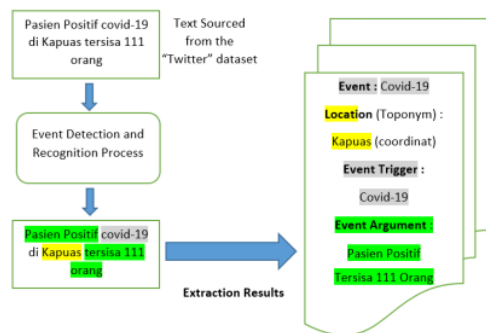 Pasien Positif covid-19
di Kapuas tersisa 111
orang
Text Sourced
from the
“Twitter” dataset
Event Detection and
Recognition Process
Pasien Positif covid-19
di Kapuas tersisa 111
orang
Extraction Results
Event : Covid-19
Location (Toponym) :
Kapuas (coordinat)
Event Trigger :
Covid-19
Event Argument :
Pasien Positif
Tersisa 111 Orang